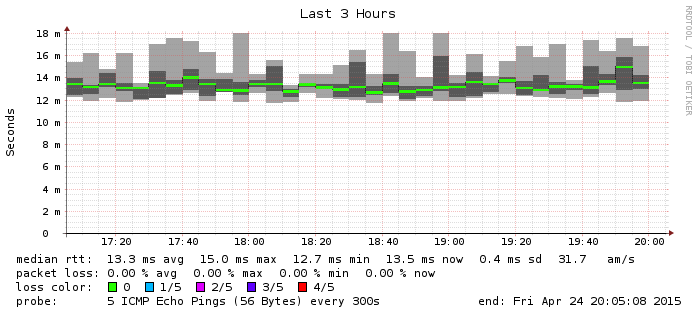 Last 3 Hours
RRDTOOL / TOBI OETIKER
Seconds
18 m
16 m
14 m
12 m
10 m
8 m
6 m
4 m
2 m
0
17:20 17:40 18:00 18:20 18:40 19:00 19:20 19:40 20:00
median rtt: 13.3 ms avg 15.0 ms max 12.7 ms min 13.5 ms now 0.4 ms sd 31.7 am/s
packet loss: 0.00 % avg 0.00 % max 0.00 % min 0.00 % now
loss color: 0 1/5 2/5 3/5 4/5
probe: 5 ICMP Echo Pings (56 Bytes) every 300s end: Fri Apr 24 20:05:08 2015